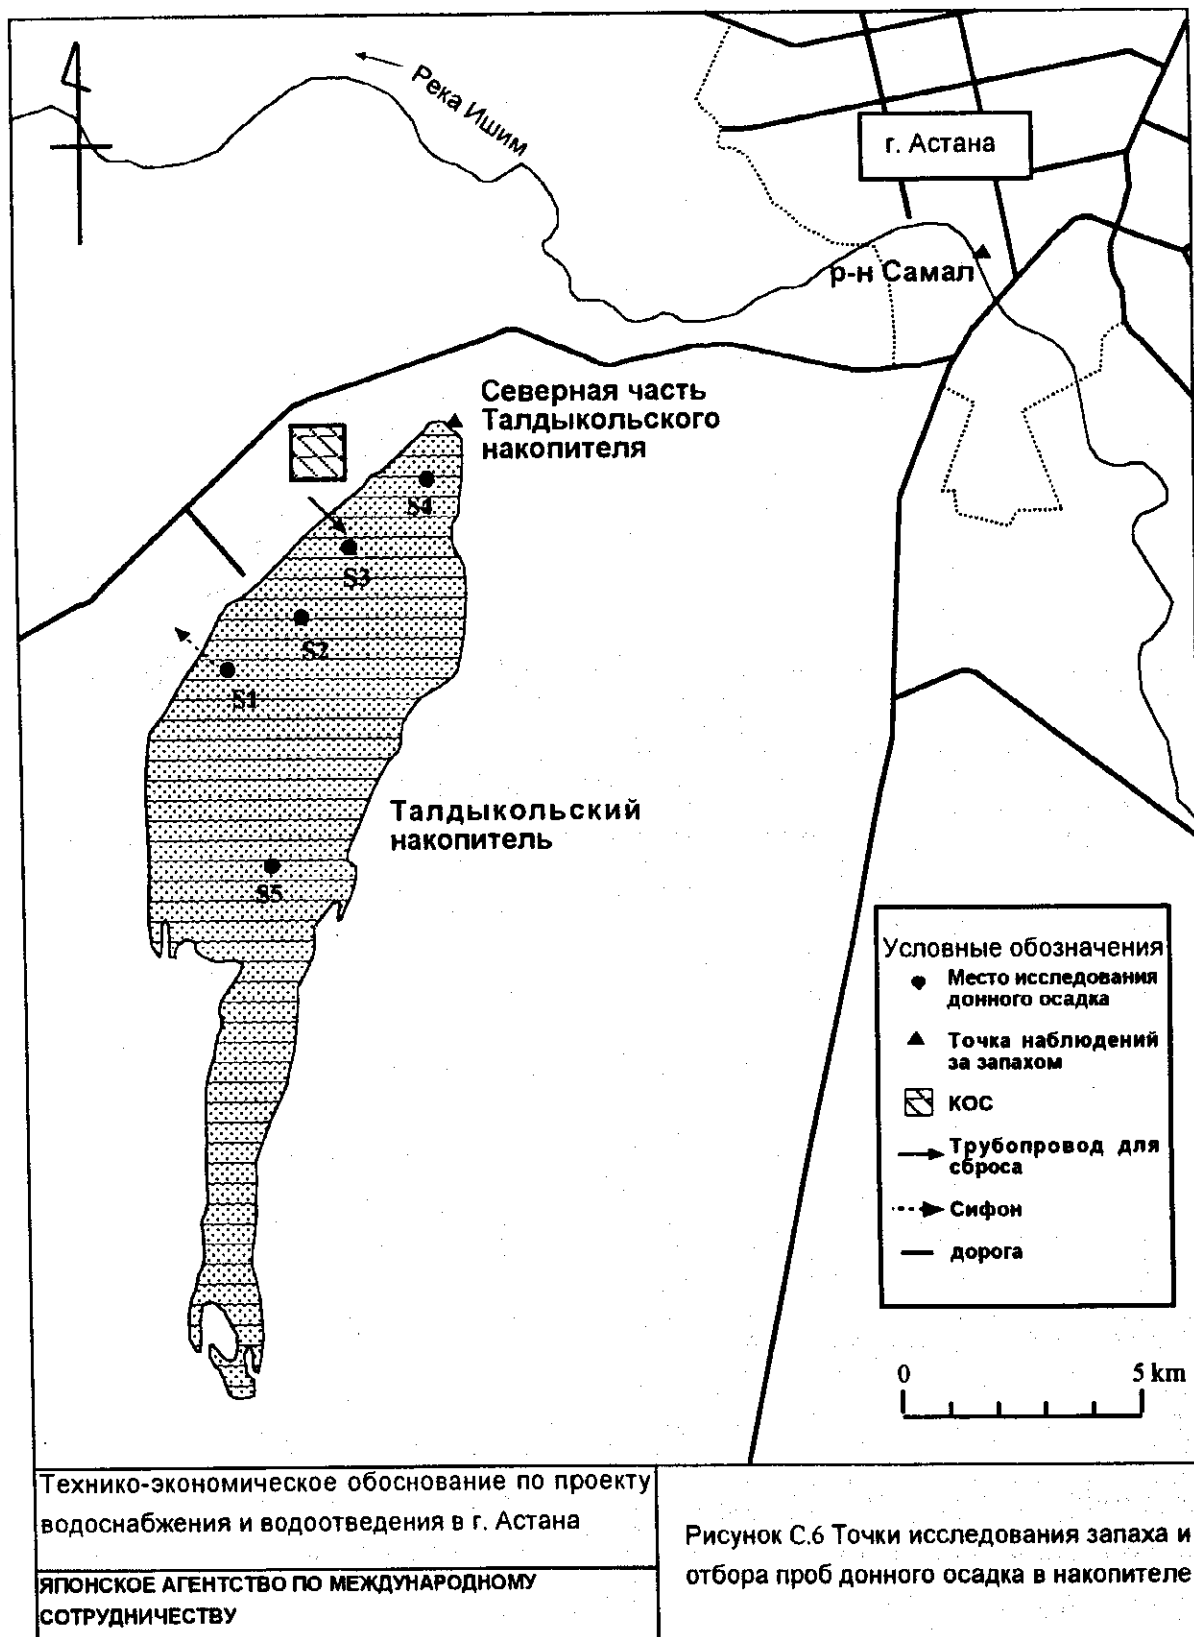 Река Ишим
г. Астана
р-н Самал
Северная часть
Талдыкольского
накопителя
S4
S3
S2
S1
Талдыкольский
накопитель
S5
Условные обозначения
Место исследования
донного осадка
Точка наблюдений
за запахом
КОС
Трубопровод для
сброса
Сифон
дорога
0 5 km
Технико-экономическое обоснование по проекту
водоснабжения и водоотведения в г. Астана
ЯПОНСКОЕ АГЕНТСТВО ПО МЕЖДУНАРОДНОМУ
СОТРУДНИЧЕСТВУ
Рисунок С.6 Точки исследования запаха и
отбора проб донного осадка в накопителе